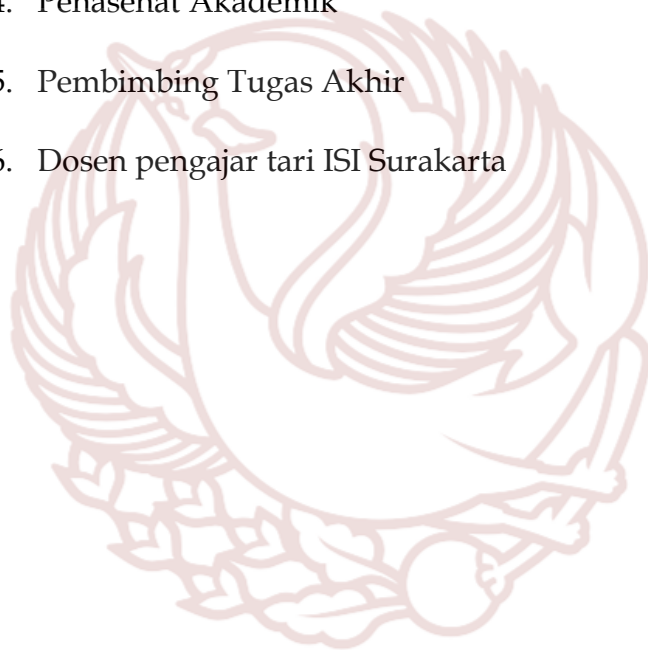 4. Penasehat Akademik
5. Pembimbing Tugas Akhir
6. Dosen pengajar tari ISI Surakarta